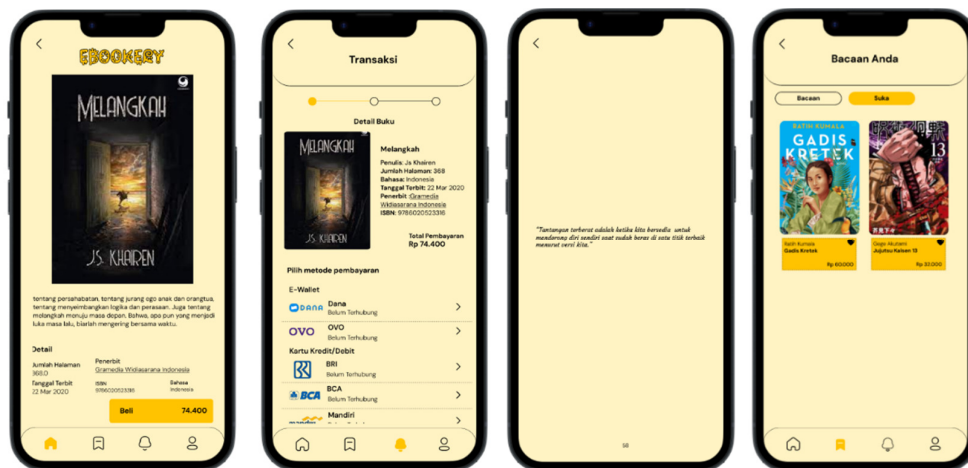 EBOOKERY
MELANGKAH
J.S. KHAIREN
tentang persahabatan, tentang jurang ego anak dan orangtua,
tentang menyeimbangkan logika dan perasaan. Juga tentang
melangkah menuju masa depan. Bahwa, apa pun yang menjadi
luka masa lalu, biarlah mengering bersama waktu.
Detail
Jumlah Halaman
368.0
Penerbit
Gramedia Widiasarana Indonesia
Tanggal Terbit
22 Mar 2020
ISBN
9786020523316
Bahasa
Indonesia
Beli 74.400
Transaksi
Detail Buku
MELANGKAH
J.S. KHAIREN
Melangkah
Penulis: Js Khairen
Jumlah Halaman: 368
Bahasa: Indonesia
Tanggal Terbit: 22 Mar 2020
Penerbit :Gramedia
Widiasarana Indonesia
ISBN: 9786020523316
Total Pembayaran
Rp 74.400
Pilih metode pembayaran
E-Wallet
DANA
Dana
Belum Terhubung
OVO
OVO
Belum Terhubung
Kartu Kredit/Debit
BRI
Belum Terhubung
BCA
BCA
Belum Terhubung
Mandiri
"Tantangan terberat adalah ketika kita bersedia untuk
mendorong diri sendiri saat sudah beras di satu titik terbaik
menurut versi kita."
58
Bacaan Anda
Bacaan
Suka
RATIH KUMALA
GADIS
KRETEK
Ratih Kumala
Gadis Kretek
Rp 60.000
13
Gege Akutami
Jujutsu Kaisen 13
Rp 32.000